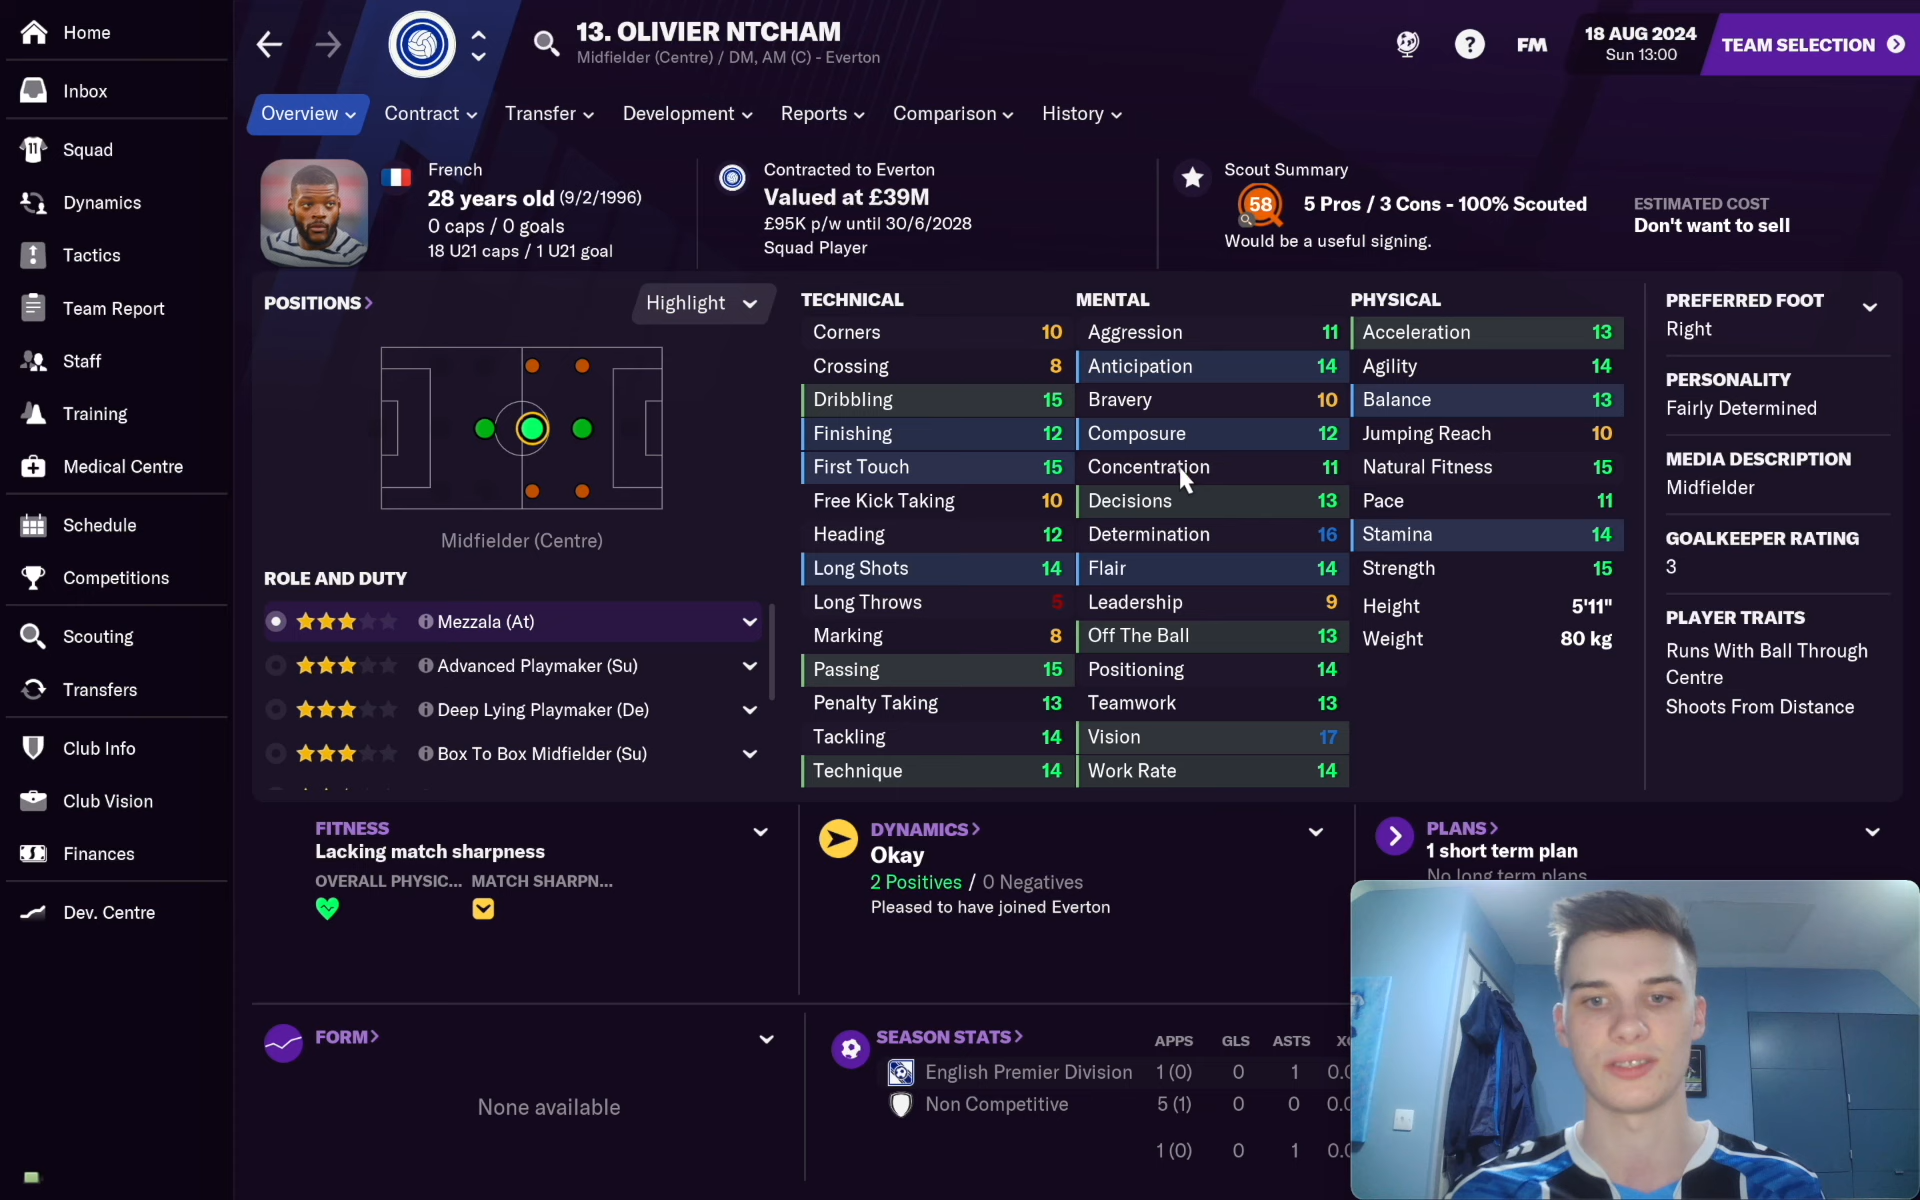 Home
Inbox
Squad
Dynamics
Tactics
Team Report
Staff
Training
Medical Centre
Schedule
Competitions
Scouting
Transfers
Club Info
Club Vision
Finances
Dev. Centre
13. OLIVIER NTCHAM
Midfielder (Centre) / DM, AM (C) - Everton
?
FM
18 AUG 2024
Sun 13:00
TEAM SELECTION
Overview
Contract
Transfer
Development
Reports
Comparison
History
French
28 years old (9/2/1996)
0 caps / 0 goals
18 U21 caps / 1 U21 goal
Contracted to Everton
Valued at £39M
£95K p/w until 30/6/2028
Squad Player
Scout Summary
58
5 Pros / 3 Cons - 100% Scouted
Would be a useful signing.
ESTIMATED COST
Don't want to sell
POSITIONS
Highlight
Midfielder (Centre)
ROLE AND DUTY
Mezzala (At)
Advanced Playmaker (Su)
Deep Lying Playmaker (De)
Box To Box Midfielder (Su)
TECHNICAL
Corners 10
Crossing 8
Dribbling 15
Finishing 12
First Touch 15
Free Kick Taking 10
Heading 12
Long Shots 14
Long Throws 5
Marking 8
Passing 15
Penalty Taking 13
Tackling 14
Technique 14
MENTAL
Aggression 11
Anticipation 14
Bravery 10
Composure 12
Concentration 11
Decisions 13
Determination 16
Flair 14
Leadership 9
Off The Ball 13
Positioning 14
Teamwork 13
Vision 17
Work Rate 14
PHYSICAL
Acceleration 13
Agility 14
Balance 13
Jumping Reach 10
Natural Fitness 15
Pace 11
Stamina 14
Strength 15
Height 5'11"
Weight 80 kg
PREFERRED FOOT
Right
PERSONALITY
Fairly Determined
MEDIA DESCRIPTION
Midfielder
GOALKEEPER RATING
3
PLAYER TRAITS
Runs With Ball Through
Centre
Shoots From Distance
FITNESS
Lacking match sharpness
OVERALL PHYSIC... MATCH SHARPN...
DYNAMICS
Okay
2 Positives / 0 Negatives
Pleased to have joined Everton
PLANS
1 short term plan
No long term plans
FORM
None available
SEASON STATS APPS GLS ASTS
English Premier Division 1 (0) 0 1
Non Competitive 5 (1) 0 0
1 (0) 0 1